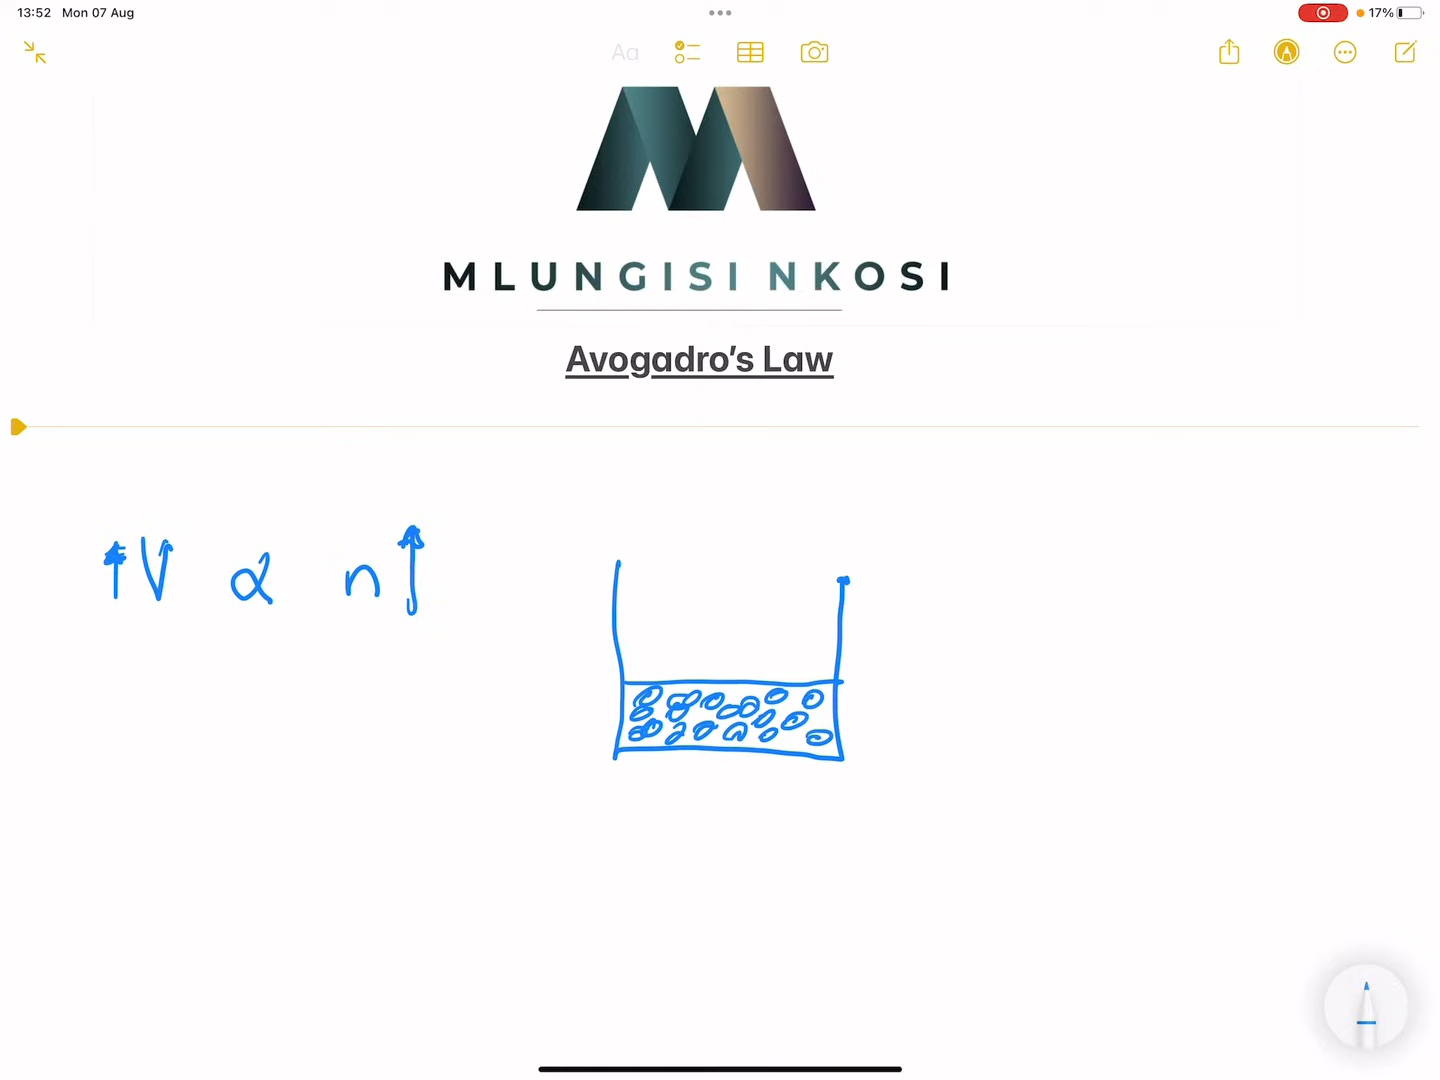 13:52 Mon 07 Aug
17%
Aa
MLUNGISI NKOSI
Avogadro's Law
↑V ∝ n↑